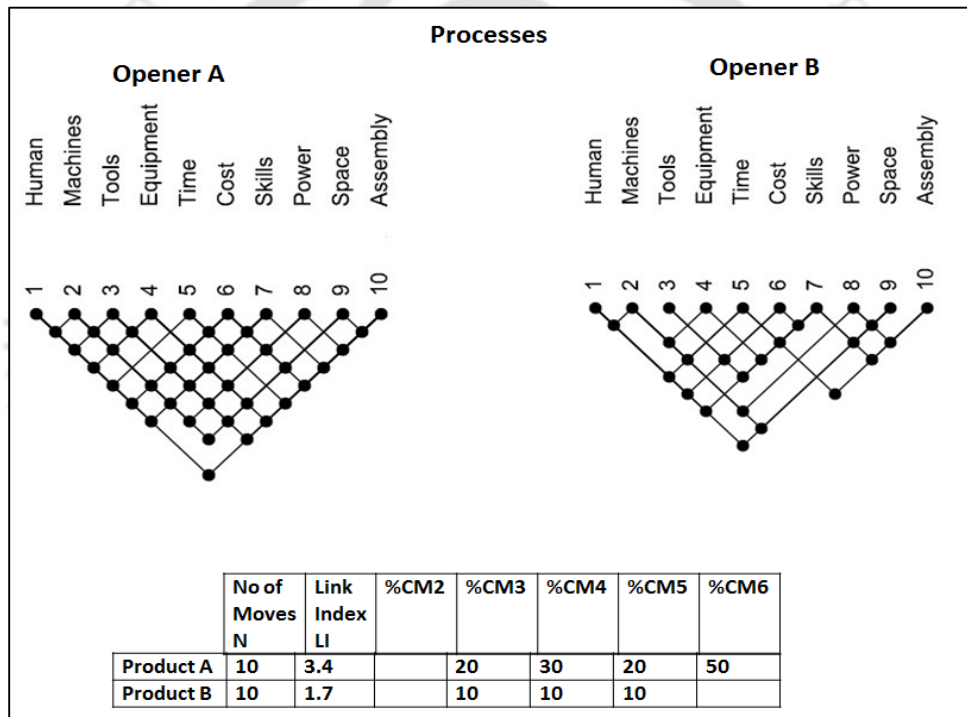 Processes
Opener A
Opener B
Human
Machines
Tools
Equipment
Time
Cost
Skills
Power
Space
Assembly
Human
Machines
Tools
Equipment
Time
Cost
Skills
Power
Space
Assembly
1 2 3 4 5 6 7 8 9 10
1 2 3 4 5 6 7 8 9 10
No of Moves N Link Index LI %CM2 %CM3 %CM4 %CM5 %CM6
Product A 10 3.4 20 30 20 50
Product B 10 1.7 10 10 10